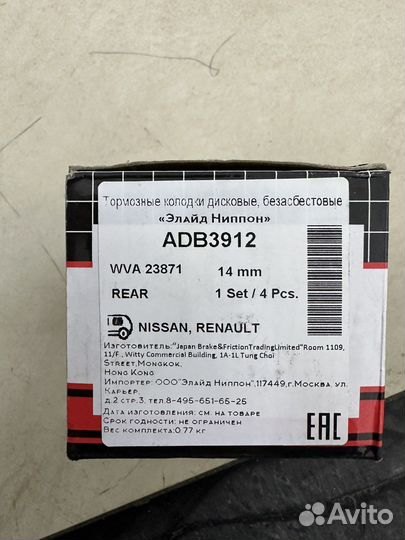 Тормозные колодки дисковые, безасбестовые
«Элайд Ниппон»
ADB3912
WVA 23871 14 mm
REAR 1 Set / 4 Pcs.
NISSAN, RENAULT
Изготовитель:"Japan Brake&FrictionTradingLimited"Room 1109,
11/F., Witty Commercial Building, 1A-1L Tung Choi
Street,Mongkok,
Hong Kong
Импортер: ООО"Элайд Ниппон",117449,г.Москва, ул.
Карьер,
д.2 стр.3, тел.8-495-651-65-25
Дата изготовления: см. на товаре
Срок годности: не ограничен
Вес комплекта:0.77 кг
EAC
Avito